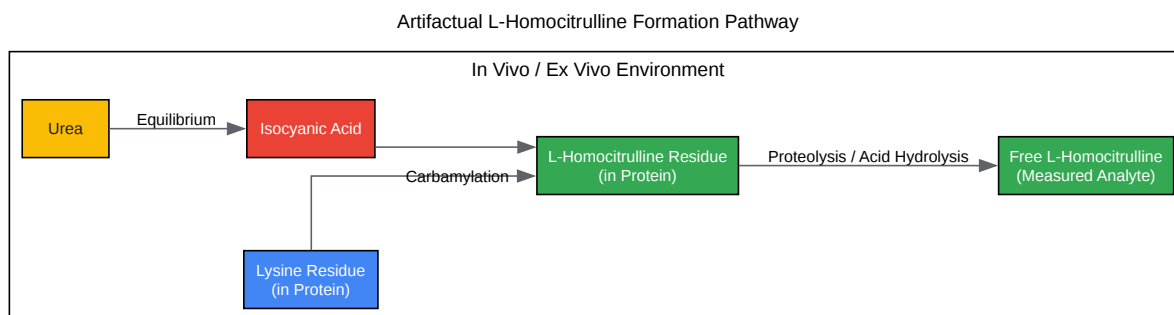 Artifactual L-Homocitrulline Formation Pathway
In Vivo / Ex Vivo Environment
Urea
Equilibrium
Isocyanic Acid
L-Homocitrulline Residue
(in Protein)
Proteolysis / Acid Hydrolysis
Free L-Homocitrulline
(Measured Analyte)
Carbamylation
Lysine Residue
(in Protein)